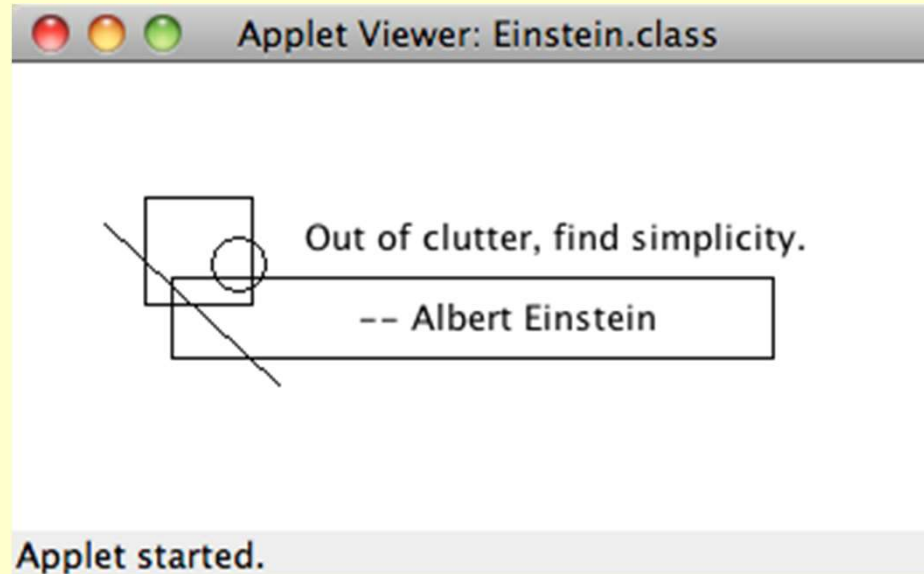 Applet Viewer: Einstein.class
Out of clutter, find simplicity.
-- Albert Einstein
Applet started.